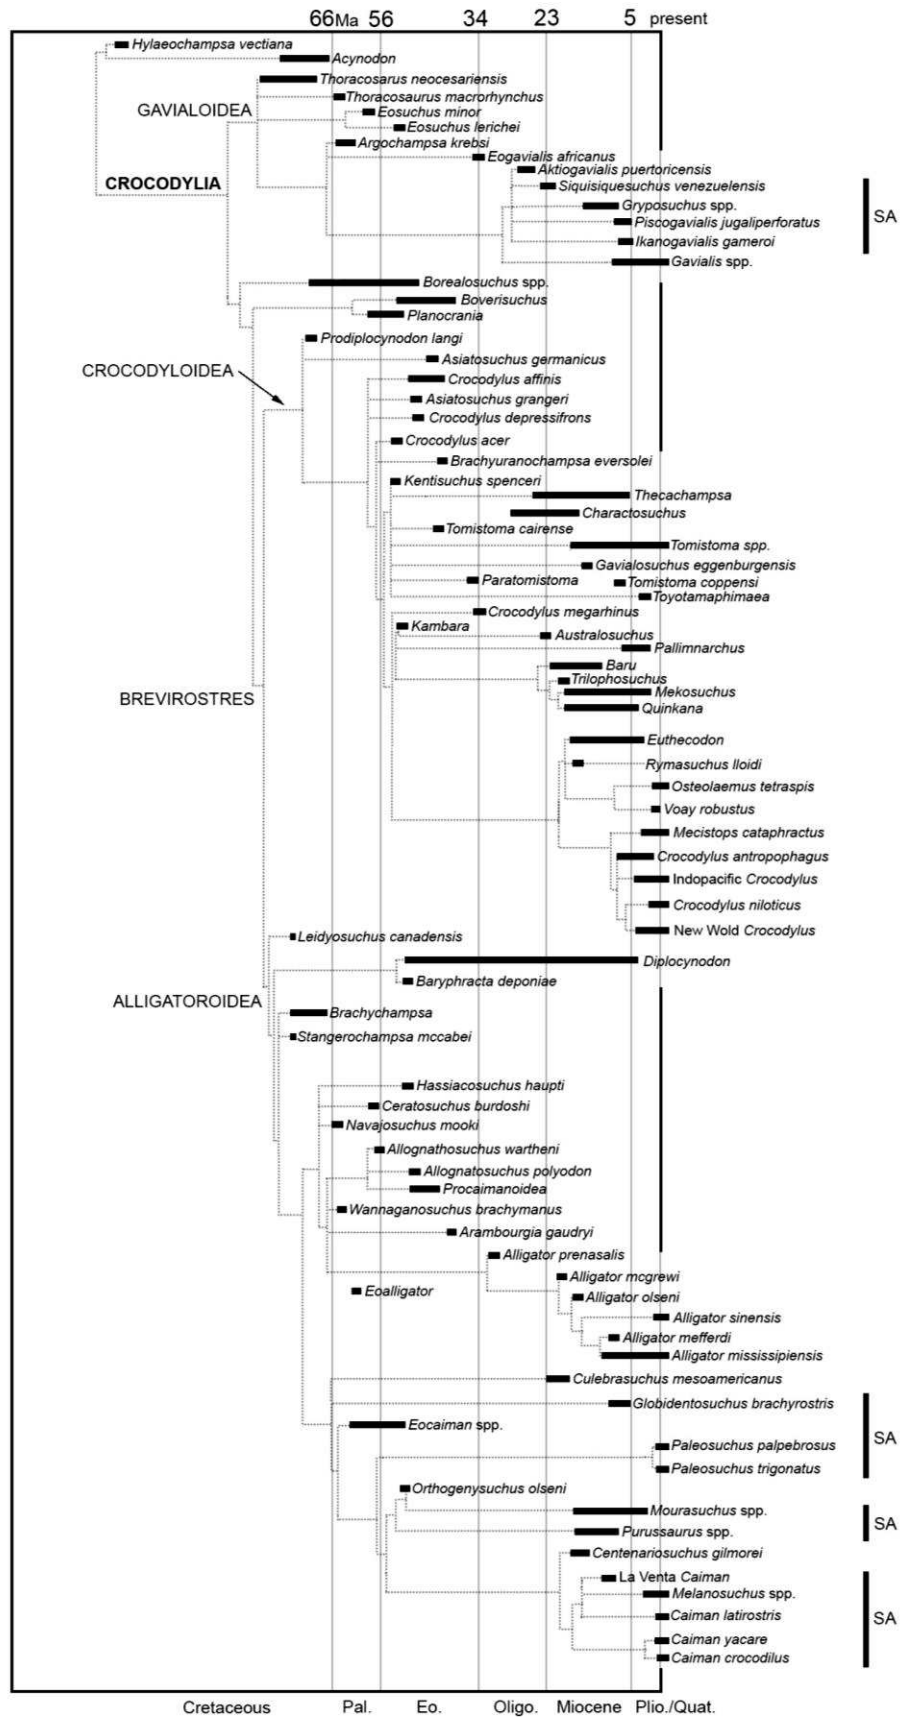 66Ma 56 34 23 5 present
Hylaeochampsa vectiana
Acynodon
Thoracosarus neocesariensis
GAVIALOIDEA
Thoracosaurus macrorhynchus
Eosuchus minor
Eosuchus lerichei
Argochampsa krebsi
Eogavialis africanus
Aktiogavialis puertoricensis
CROCODYLIA
Siquisiquesuchus venezuelensis
Gryposuchus spp.
SA
Piscogavialis jugaliperforatus
Ikanogavialis gameroi
Gavialis spp.
Borealosuchus spp.
Boverisuchus
Planocrania
Prodiplocynodon langi
Asiatosuchus germanicus
CROCODYLOIDEA
Crocodylus affinis
Asiatosuchus grangeri
Crocodylus depressifrons
Crocodylus acer
Brachyuranochampsa eversolei
Kentisuchus spenceri
Thecachampsa
Charactosuchus
Tomistoma cairense
Tomistoma spp.
Gavialosuchus eggenburgensis
Paratomistoma
Tomistoma coppensi
Toyotamaphimaea
Crocodylus megarhinus
Kambara
Australosuchus
Pallimnarchus
Baru
Trilophosuchus
Mekosuchus
BREVIROSTRES
Quinkana
Euthecodon
Rymasuchus lloidi
Osteolaemus tetraspis
Voay robustus
Mecistops cataphractus
Crocodylus antropophagus
Indopacific Crocodylus
Crocodylus niloticus
New Wold Crocodylus
Leidyosuchus canadensis
Diplocynodon
Baryphracta deponiae
ALLIGATOROIDEA
Brachychampsa
Stangerochampsa mccabei
Hassiacosuchus haupti
Ceratosuchus burdoshi
Navajosuchus mooki
Allognathosuchus wartheni
Allognatosuchus polyodon
Procaimanoidea
Wannaganosuchus brachymanus
Arambourgia gaudryi
Alligator prenasalis
Alligator mcgrewi
Eoalligator
Alligator olseni
Alligator sinensis
Alligator mefferdi
Alligator mississipiensis
Culebrasuchus mesoamericanus
Globidentosuchus brachyrostris
Eocaiman spp.
SA
Paleosuchus palpebrosus
Paleosuchus trigonatus
Orthogenysuchus olseni
Mourasuchus spp.
SA
Purussaurus spp.
Centenariosuchus gilmorei
La Venta Caiman
Melanosuchus spp.
Caiman latirostris
SA
Caiman yacare
Caiman crocodilus
Cretaceous Pal. Eo. Oligo. Miocene Plio./Quat.